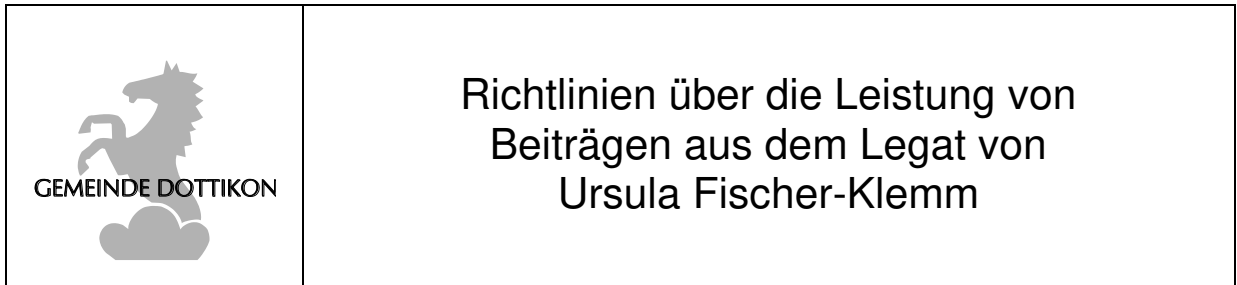 GEMEINDE DOTTIKON
Richtlinien über die Leistung von
Beiträgen aus dem Legat von
Ursula Fischer-Klemm